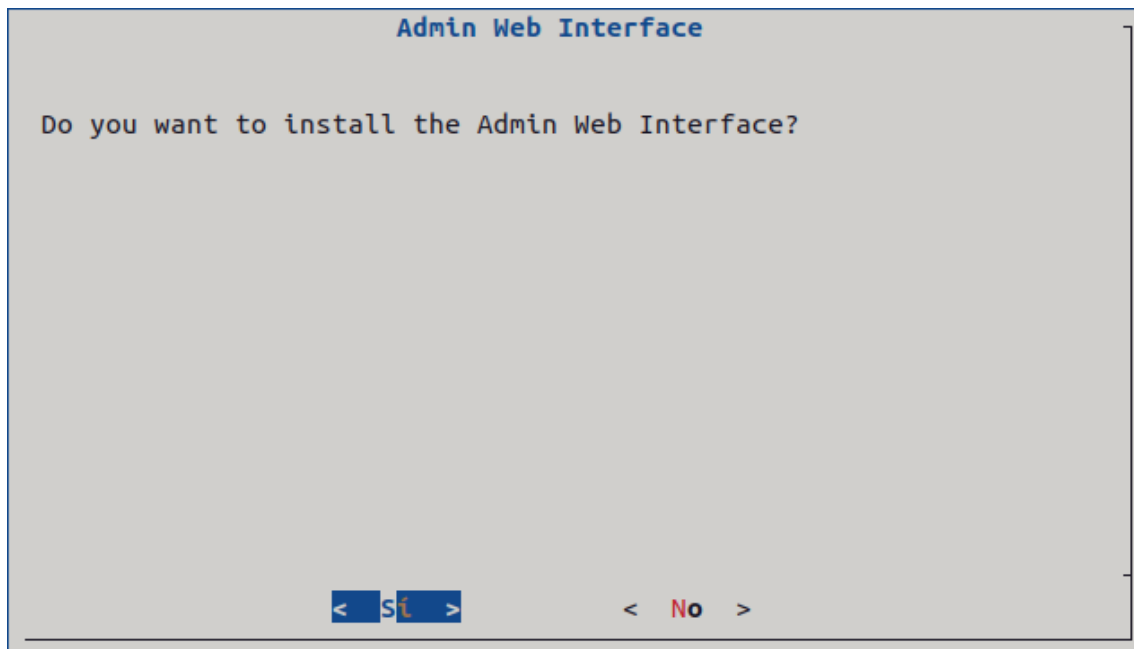 Admin Web Interface
Do you want to install the Admin Web Interface?
< Sí > < No >